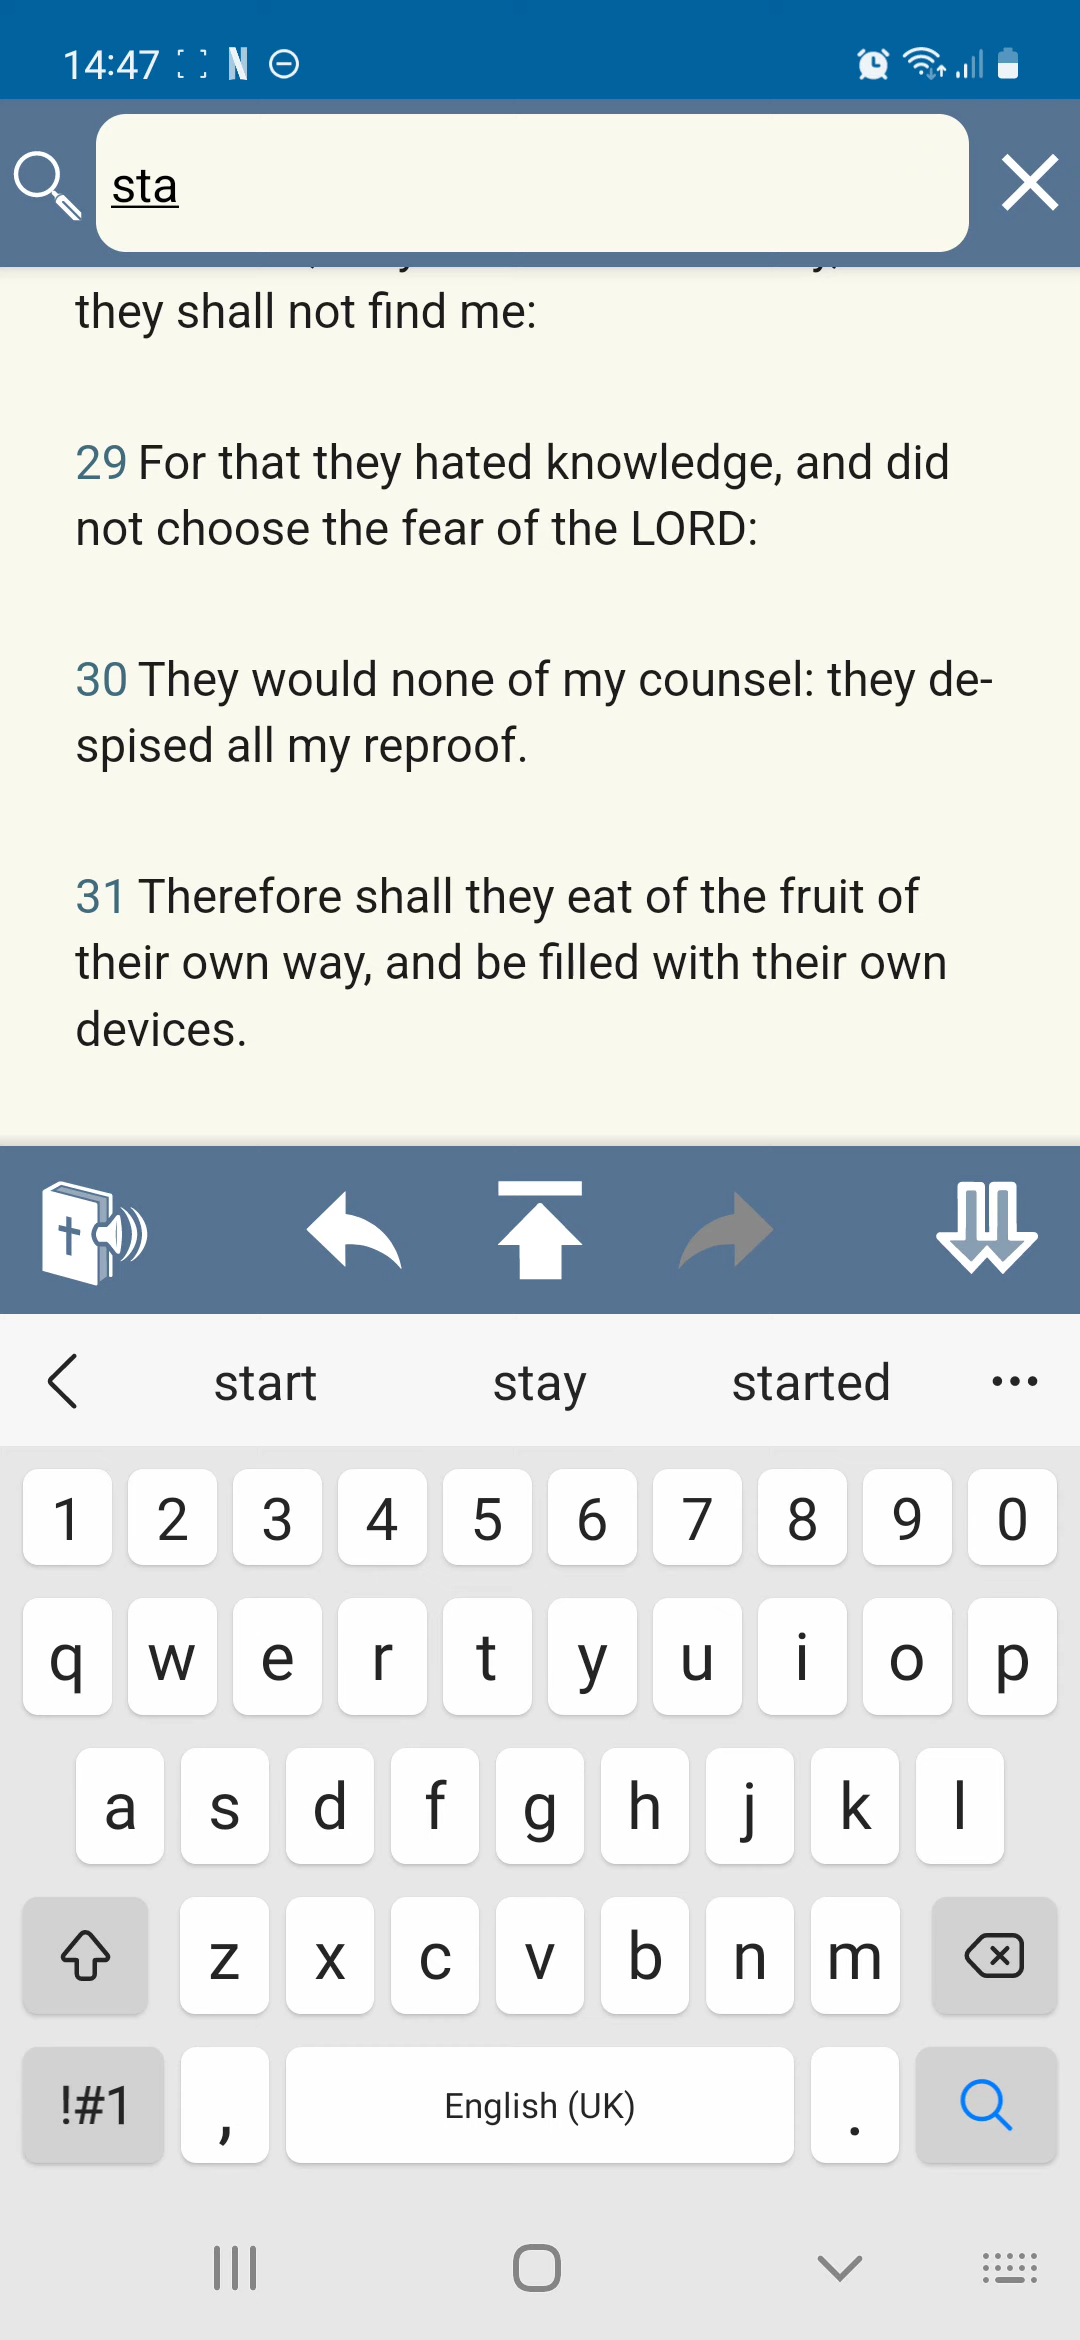 14:47
sta
they shall not find me:
29 For that they hated knowledge, and did
not choose the fear of the LORD:
30 They would none of my counsel: they de-
spised all my reproof.
31 Therefore shall they eat of the fruit of
their own way, and be filled with their own
devices.
start stay started
1 2 3 4 5 6 7 8 9 0
q w e r t y u i o p
a s d f g h j k l
z x c v b n m
!#1 , English (UK) .